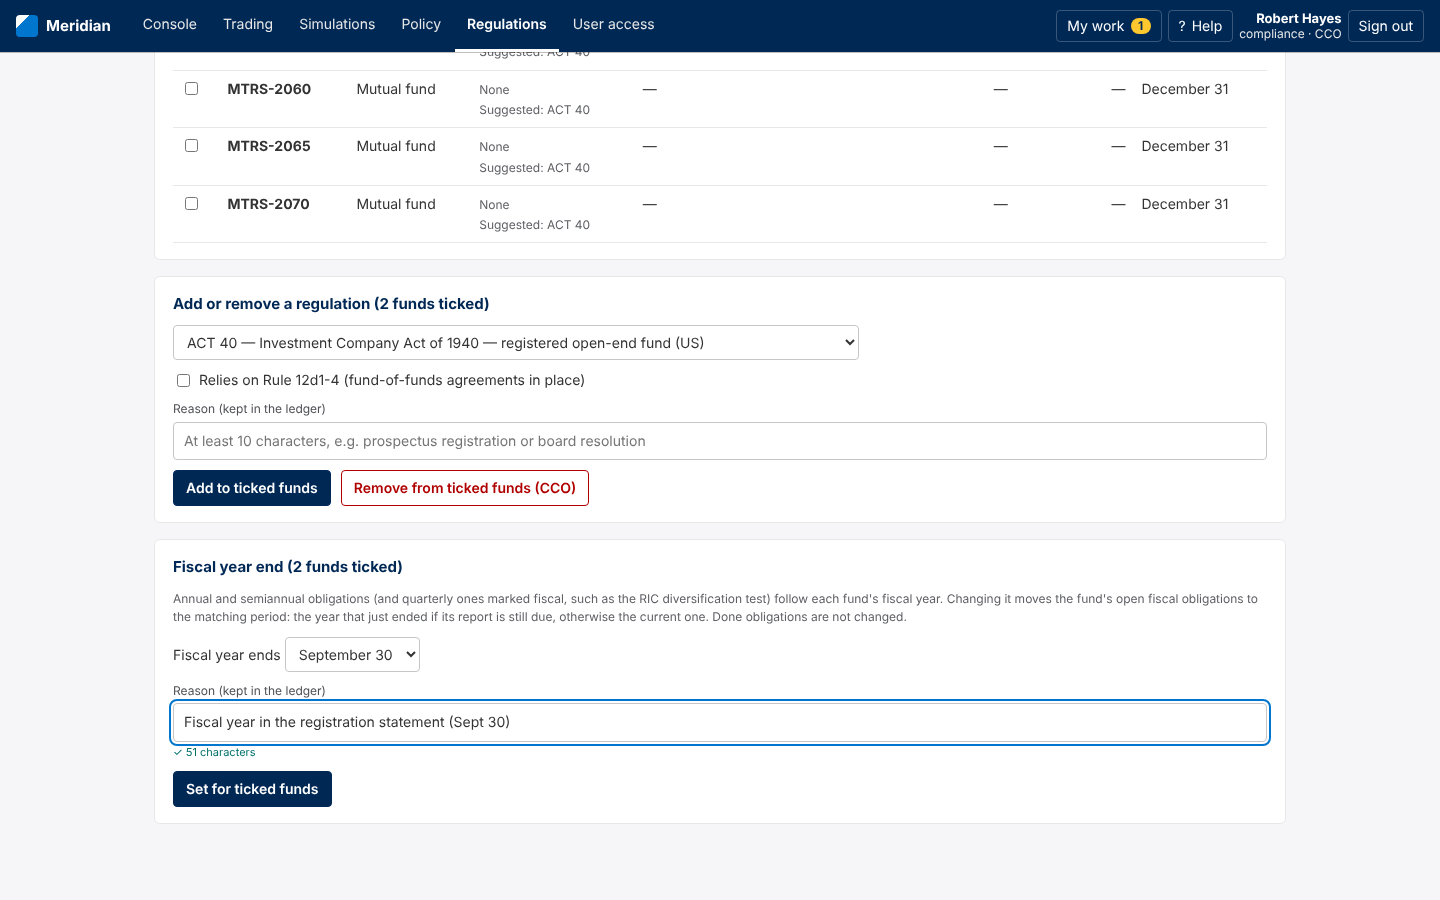 Meridian
Console Trading Simulations Policy Regulations User access
My work 1 ? Help Robert Hayes compliance · CCO Sign out
Suggested: ACT 40
MTRS-2060 Mutual fund None — — — December 31
Suggested: ACT 40
MTRS-2065 Mutual fund None — — — December 31
Suggested: ACT 40
MTRS-2070 Mutual fund None — — — December 31
Suggested: ACT 40
Add or remove a regulation (2 funds ticked)
ACT 40 — Investment Company Act of 1940 — registered open-end fund (US)
Relies on Rule 12d1-4 (fund-of-funds agreements in place)
Reason (kept in the ledger)
At least 10 characters, e.g. prospectus registration or board resolution
Add to ticked funds Remove from ticked funds (CCO)
Fiscal year end (2 funds ticked)
Annual and semiannual obligations (and quarterly ones marked fiscal, such as the RIC diversification test) follow each fund's fiscal year. Changing it moves the fund's open fiscal obligations to
the matching period: the year that just ended if its report is still due, otherwise the current one. Done obligations are not changed.
Fiscal year ends September 30
Reason (kept in the ledger)
Fiscal year in the registration statement (Sept 30)
✓ 51 characters
Set for ticked funds